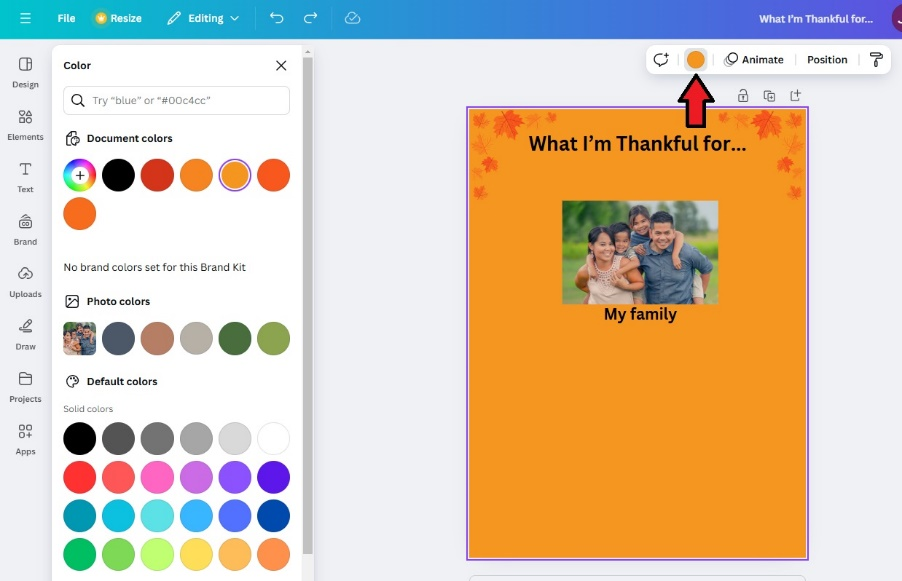 File
Resize
Editing
What I'm Thankful for...
Color
Try "blue" or "#00c4cc"
Document colors
No brand colors set for this Brand Kit
Photo colors
Default colors
Solid colors
Design
Elements
Text
Brand
Uploads
Draw
Projects
Apps
Animate
Position
What I'm Thankful for...
My family